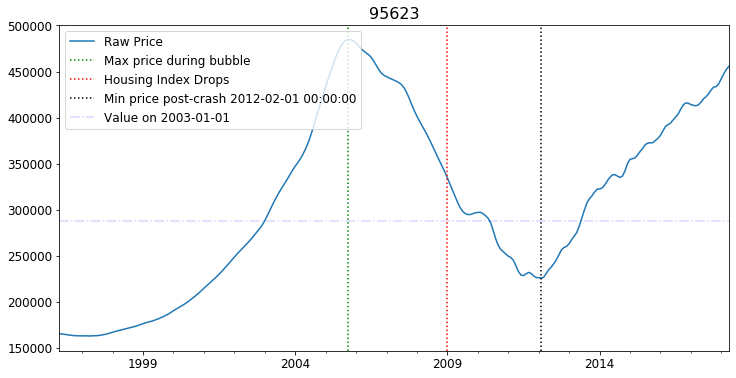 95623
500000
450000
400000
350000
300000
250000
200000
150000
Raw Price
Max price during bubble
Housing Index Drops
Min price post-crash 2012-02-01 00:00:00
Value on 2003-01-01
1999 2004 2009 2014